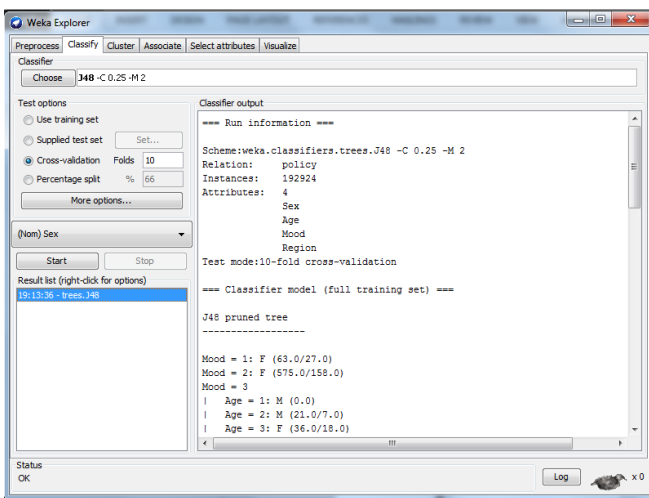 Weka Explorer
Preprocess Classify Cluster Associate Select attributes Visualize
Classifier
Choose J48 -C 0.25 -M 2
Test options
Use training set
Supplied test set Set...
Cross-validation Folds 10
Percentage split % 66
More options...
(Nom) Sex
Start Stop
Result list (right-click for options)
19:13:36 - trees.J48
Classifier output
=== Run information ===
Scheme:weka.classifiers.trees.J48 -C 0.25 -M 2
Relation: policy
Instances: 192924
Attributes: 4
Sex
Age
Mood
Region
Test mode:10-fold cross-validation
=== Classifier model (full training set) ===
J48 pruned tree
------------------
Mood = 1: F (63.0/27.0)
Mood = 2: F (575.0/158.0)
Mood = 3
| Age = 1: M (0.0)
| Age = 2: M (21.0/7.0)
| Age = 3: F (36.0/18.0)
Status
OK
Log
x 0